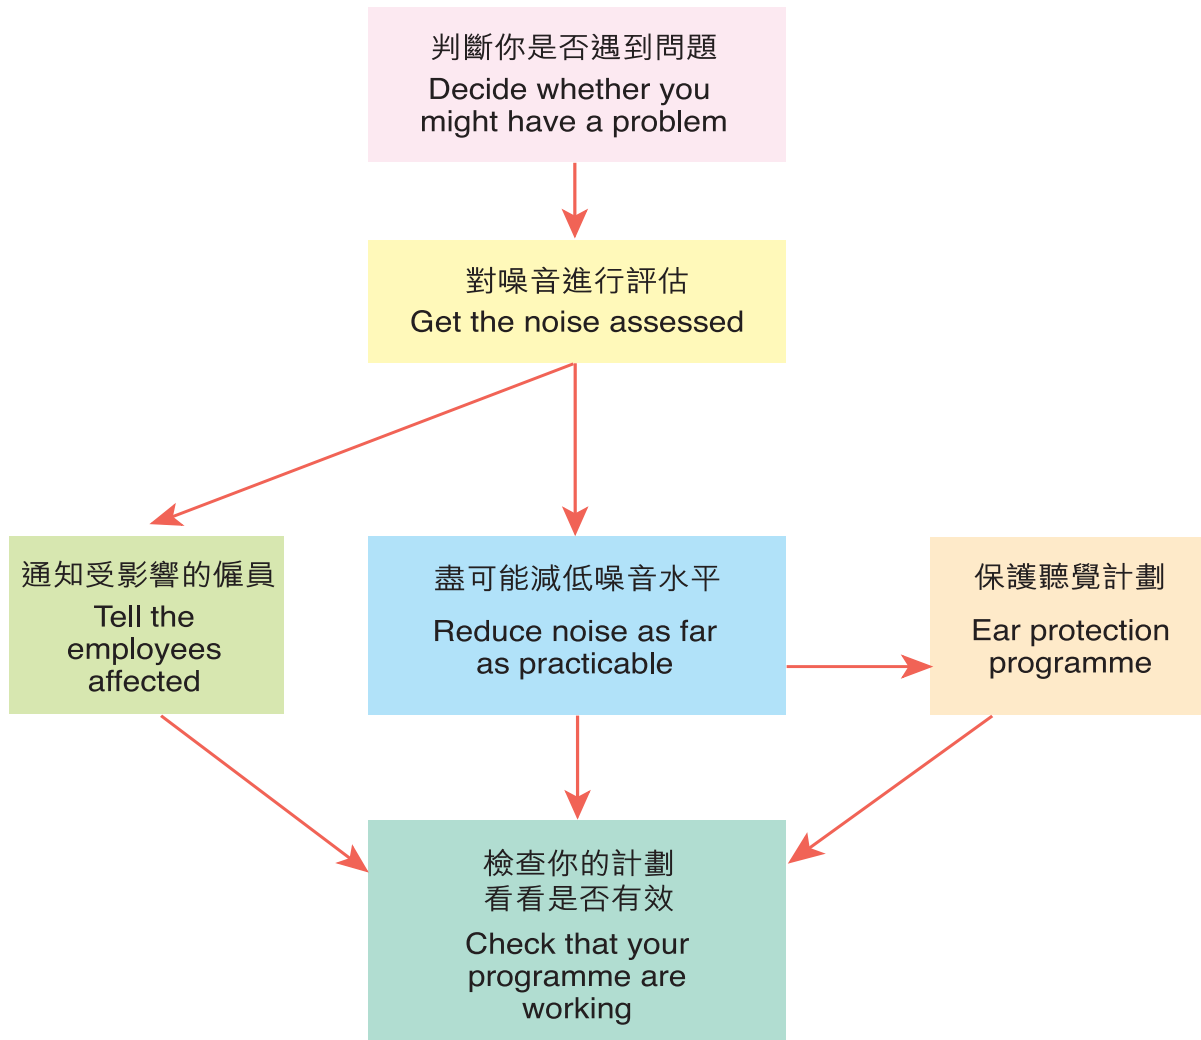 判斷你是否遇到問題
Decide whether you
might have a problem
對噪音進行評估
Get the noise assessed
通知受影響的僱員
Tell the
employees
affected
盡可能減低噪音水平
Reduce noise as far
as practicable
保護聽覺計劃
Ear protection
programme
檢查你的計劃
看看是否有效
Check that your
programme are
working